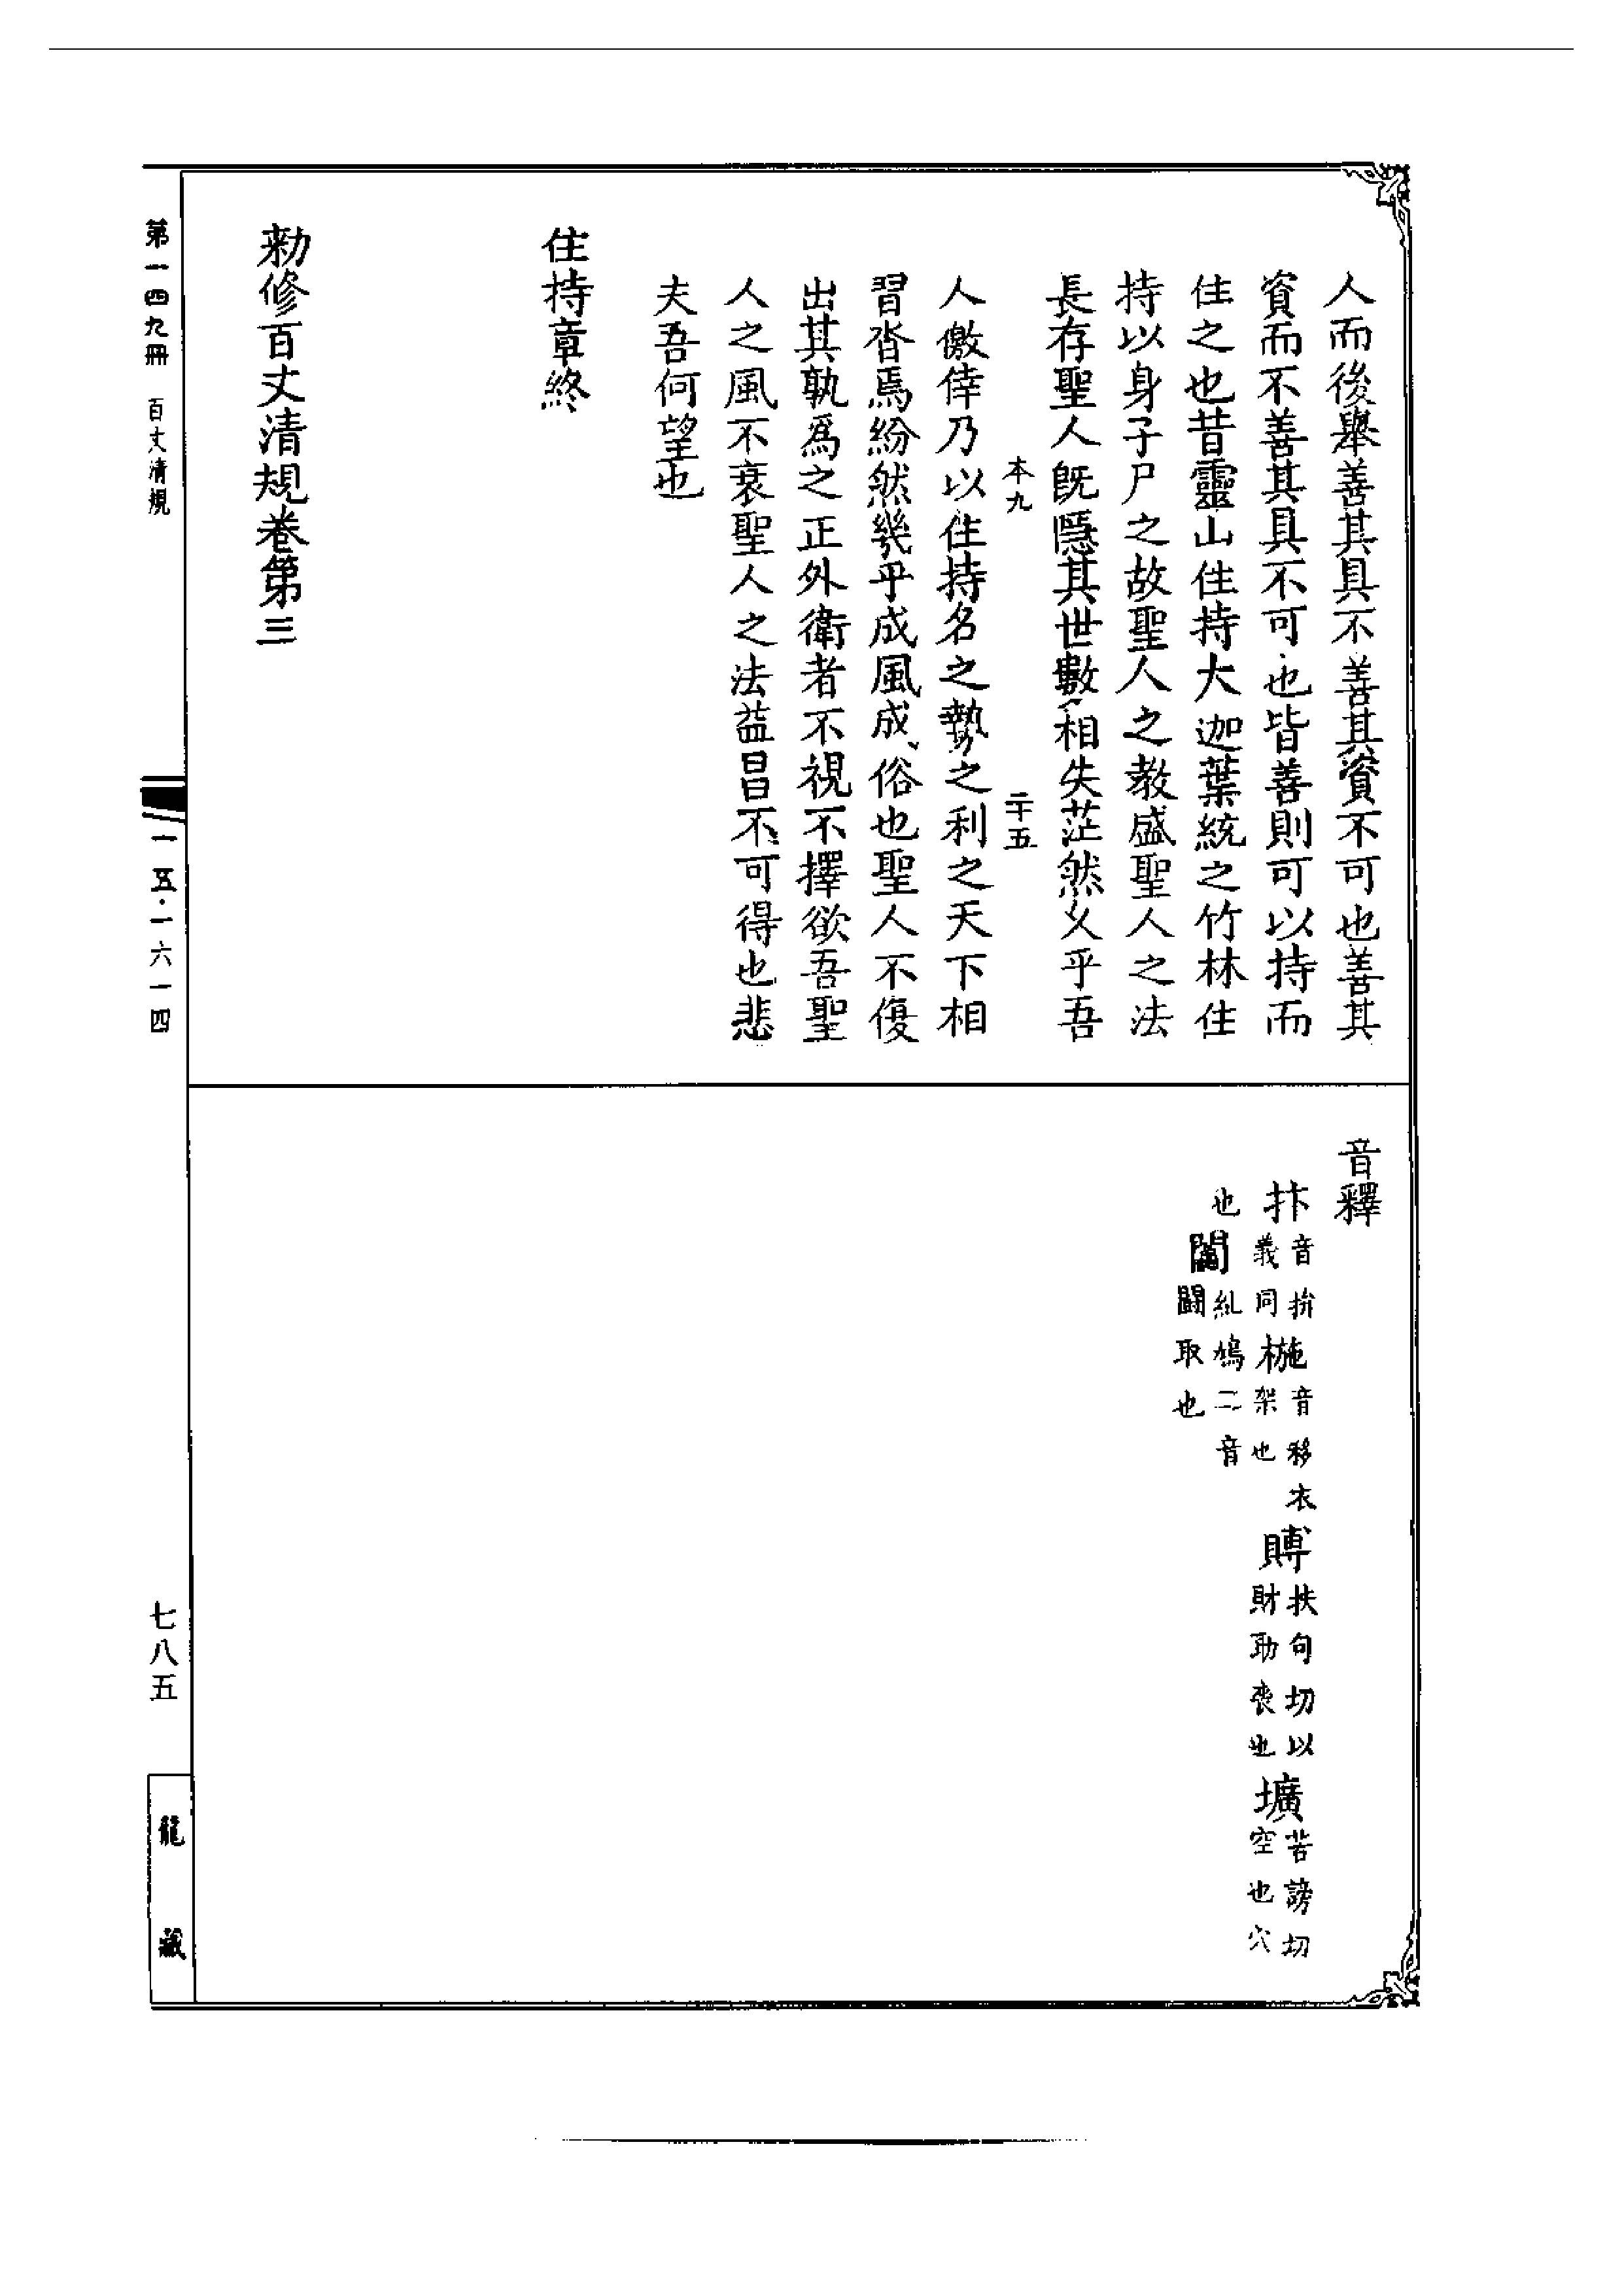 人而後舉善其具不善其資不可也善其
資而不善其具不可也皆善則可以持而
住之也昔靈山住持大迦葉統之竹林住
持以身子尸之故聖人之教盛聖人之法
長存聖人既隱其世數相失茫然久乎吾
本九 二十五
人儌倖乃以住持名之勢之利之天下相
習沓焉紛然幾乎成風成俗也聖人不復
出其孰爲之正外衛者不視不擇欲吾聖
人之風不衰聖人之法益昌不可得也悲
夫吾何望也
住持章終
勅修百丈清規卷第三
音釋
抃音拚義同 椸音移衣架也 賻扶句切以財助喪也 壙苦謗切空也穴
也 鬮糺鳩二音鬮取也
第一四九冊 百丈清規
一五·一六一四
七八五
龍藏